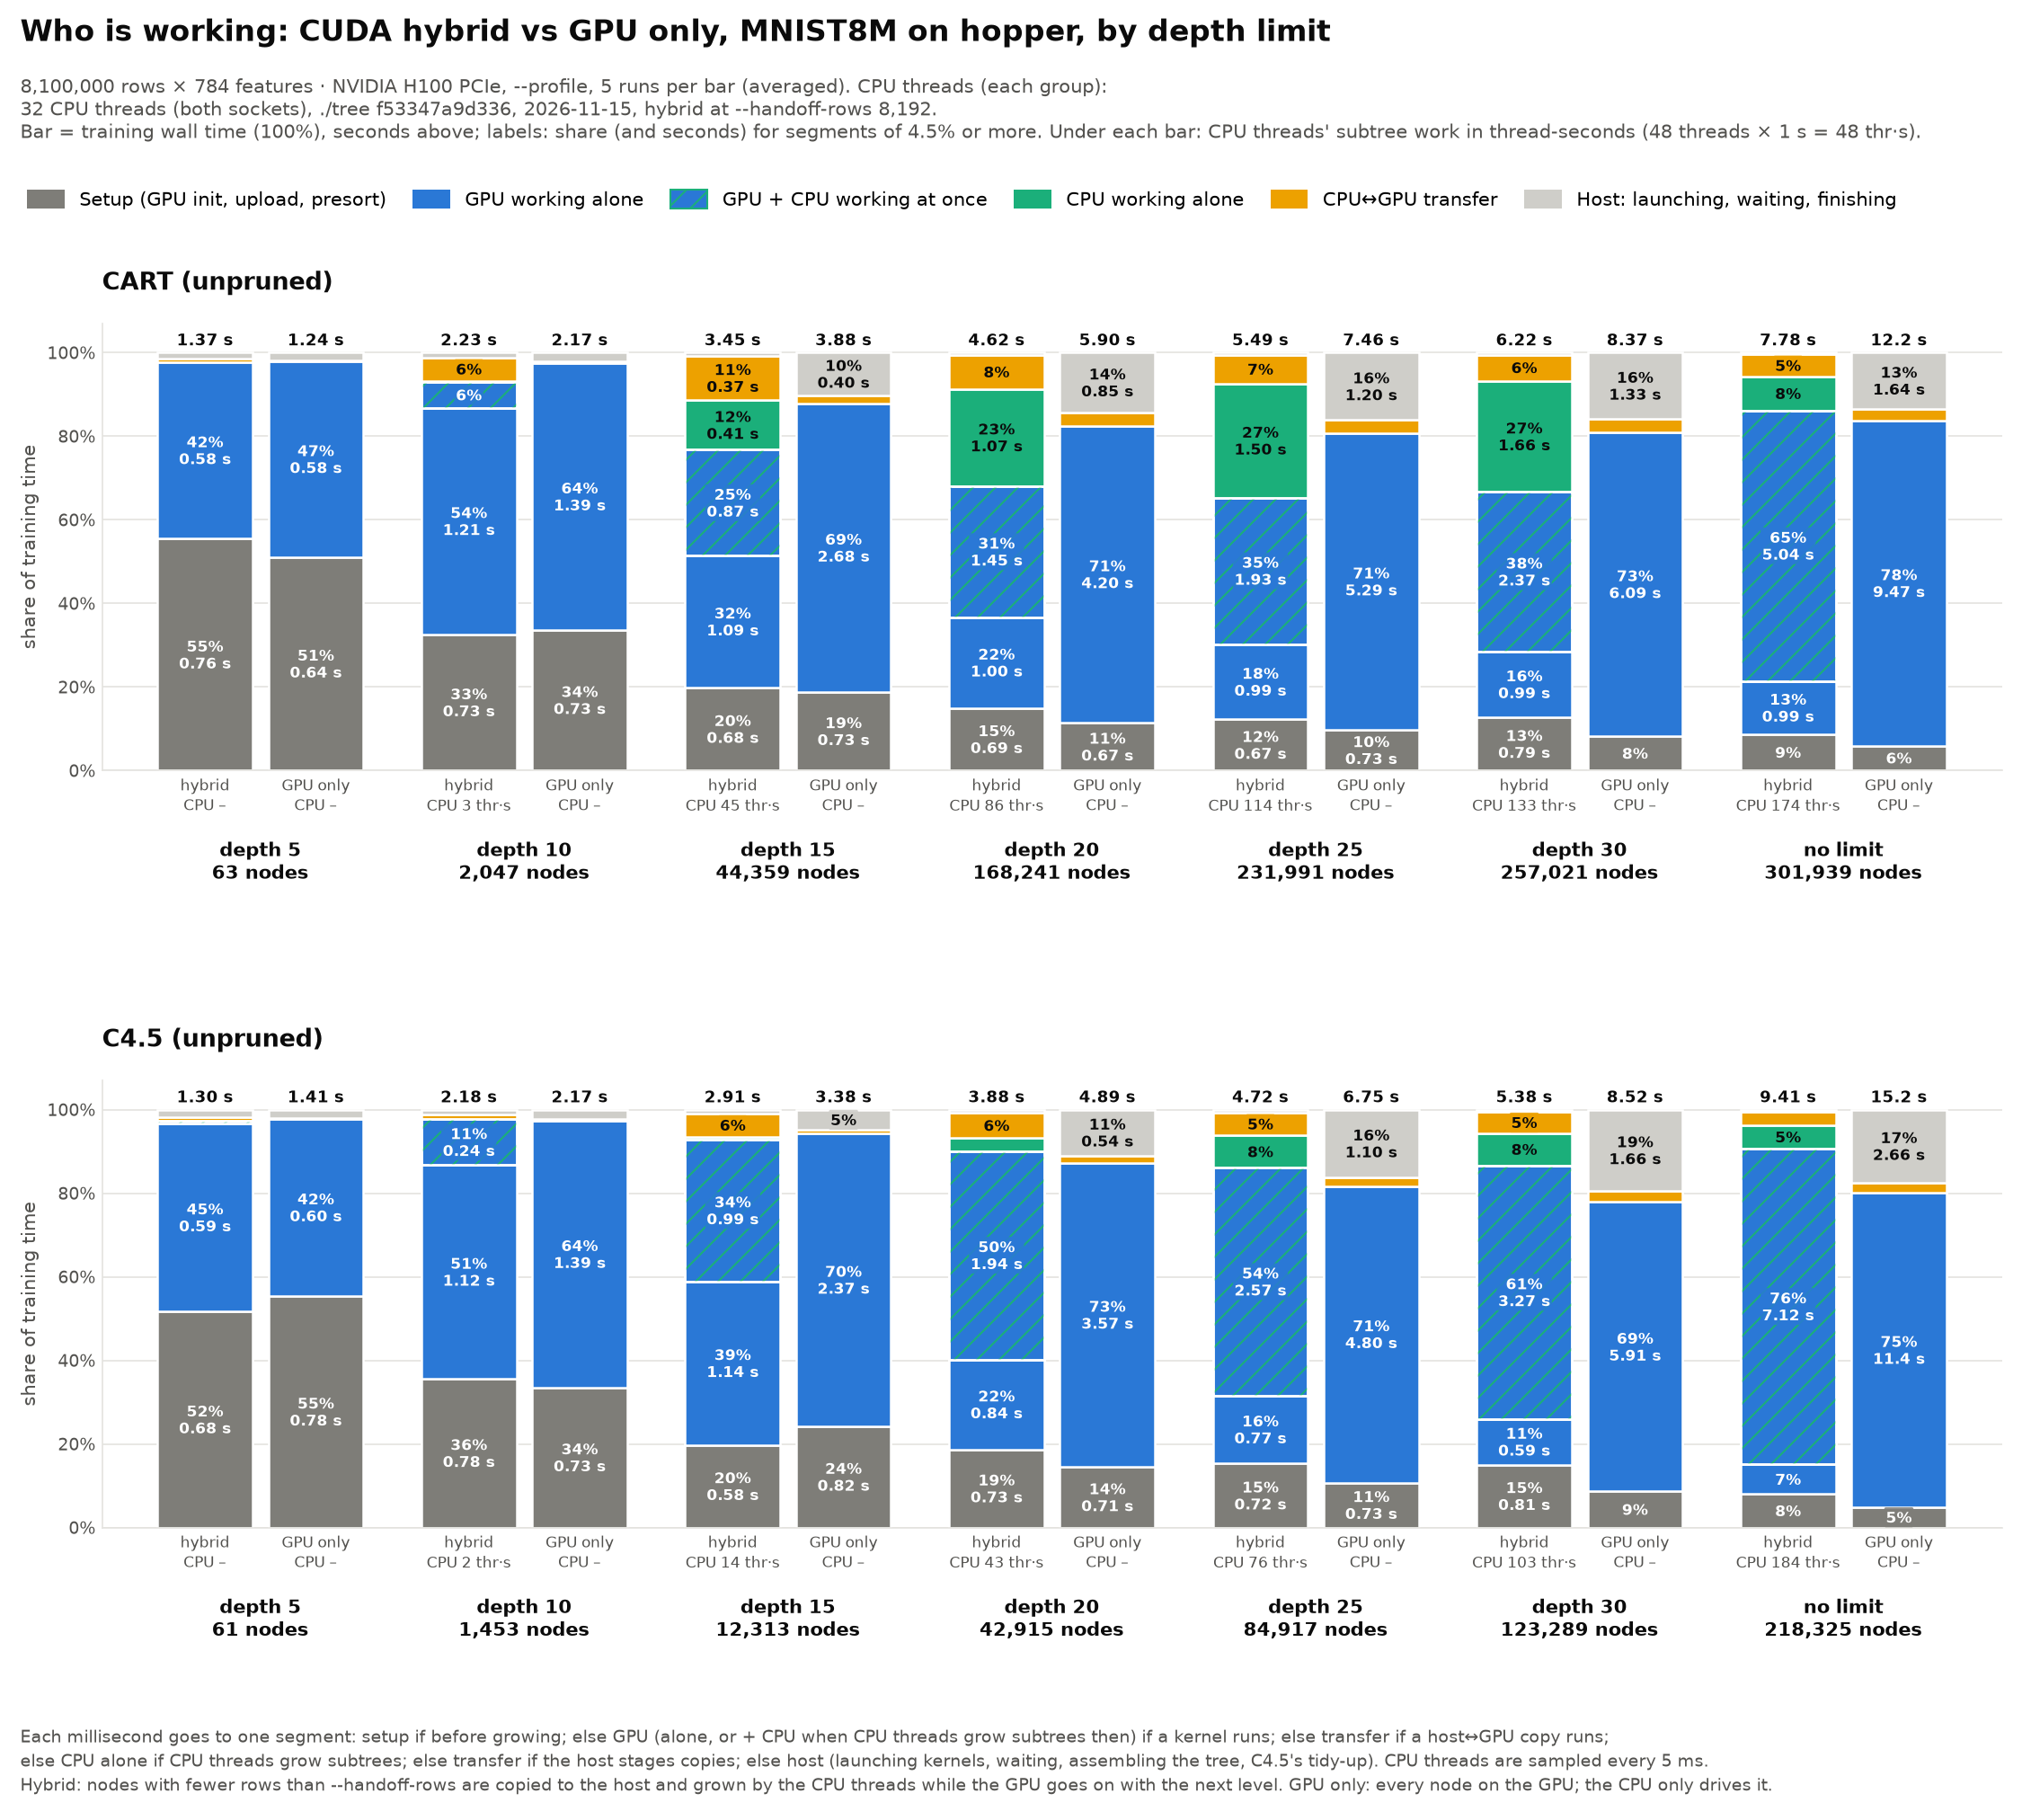 Who is working: CUDA hybrid vs GPU only, MNIST8M on hopper, by depth limit
8,100,000 rows × 784 features · NVIDIA H100 PCIe, --profile, 5 runs per bar (averaged). CPU threads (each group):
32 CPU threads (both sockets), ./tree f53347a9d336, 2026-11-15, hybrid at --handoff-rows 8,192.
Bar = training wall time (100%), seconds above; labels: share (and seconds) for segments of 4.5% or more. Under each bar: CPU threads' subtree work in thread-seconds (48 threads × 1 s = 48 thr·s).
Setup (GPU init, upload, presort) GPU working alone GPU + CPU working at once CPU working alone CPU↔GPU transfer Host: launching, waiting, finishing
CART (unpruned)
1.37 s 1.24 s 2.23 s 2.17 s 3.45 s 3.88 s 4.62 s 5.90 s 5.49 s 7.46 s 6.22 s 8.37 s 7.78 s 12.2 s
share of training time
100%
80%
60%
40%
20%
0%
42%
0.58 s
55%
0.76 s
47%
0.58 s
51%
0.64 s
6%
6%
54%
1.21 s
33%
0.73 s
64%
1.39 s
34%
0.73 s
11%
0.37 s
12%
0.41 s
25%
0.87 s
32%
1.09 s
20%
0.68 s
10%
0.40 s
69%
2.68 s
19%
0.73 s
8%
23%
1.07 s
31%
1.45 s
22%
1.00 s
15%
0.69 s
14%
0.85 s
71%
4.20 s
11%
0.67 s
7%
27%
1.50 s
35%
1.93 s
18%
0.99 s
12%
0.67 s
16%
1.20 s
71%
5.29 s
10%
0.73 s
6%
27%
1.66 s
38%
2.37 s
16%
0.99 s
13%
0.79 s
16%
1.33 s
73%
6.09 s
8%
5%
8%
65%
5.04 s
13%
0.99 s
9%
13%
1.64 s
78%
9.47 s
6%
hybrid GPU only hybrid GPU only hybrid GPU only hybrid GPU only hybrid GPU only hybrid GPU only hybrid GPU only
CPU – CPU – CPU 3 thr·s CPU – CPU 45 thr·s CPU – CPU 86 thr·s CPU – CPU 114 thr·s CPU – CPU 133 thr·s CPU – CPU 174 thr·s CPU –
depth 5 depth 10 depth 15 depth 20 depth 25 depth 30 no limit
63 nodes 2,047 nodes 44,359 nodes 168,241 nodes 231,991 nodes 257,021 nodes 301,939 nodes
C4.5 (unpruned)
1.30 s 1.41 s 2.18 s 2.17 s 2.91 s 3.38 s 3.88 s 4.89 s 4.72 s 6.75 s 5.38 s 8.52 s 9.41 s 15.2 s
share of training time
100%
80%
60%
40%
20%
0%
45%
0.59 s
52%
0.68 s
42%
0.60 s
55%
0.78 s
11%
0.24 s
51%
1.12 s
36%
0.78 s
64%
1.39 s
34%
0.73 s
6%
34%
0.99 s
39%
1.14 s
20%
0.58 s
5%
70%
2.37 s
24%
0.82 s
6%
50%
1.94 s
22%
0.84 s
19%
0.73 s
11%
0.54 s
73%
3.57 s
14%
0.71 s
5%
8%
54%
2.57 s
16%
0.77 s
15%
0.72 s
16%
1.10 s
71%
4.80 s
11%
0.73 s
5%
8%
61%
3.27 s
11%
0.59 s
15%
0.81 s
19%
1.66 s
69%
5.91 s
9%
5%
76%
7.12 s
7%
8%
17%
2.66 s
75%
11.4 s
5%
hybrid GPU only hybrid GPU only hybrid GPU only hybrid GPU only hybrid GPU only hybrid GPU only hybrid GPU only
CPU – CPU – CPU 2 thr·s CPU – CPU 14 thr·s CPU – CPU 43 thr·s CPU – CPU 76 thr·s CPU – CPU 103 thr·s CPU – CPU 184 thr·s CPU –
depth 5 depth 10 depth 15 depth 20 depth 25 depth 30 no limit
61 nodes 1,453 nodes 12,313 nodes 42,915 nodes 84,917 nodes 123,289 nodes 218,325 nodes
Each millisecond goes to one segment: setup if before growing; else GPU (alone, or + CPU when CPU threads grow subtrees then) if a kernel runs; else transfer if a host↔GPU copy runs;
else CPU alone if CPU threads grow subtrees; else transfer if the host stages copies; else host (launching kernels, waiting, assembling the tree, C4.5's tidy-up). CPU threads are sampled every 5 ms.
Hybrid: nodes with fewer rows than --handoff-rows are copied to the host and grown by the CPU threads while the GPU goes on with the next level. GPU only: every node on the GPU; the CPU only drives it.